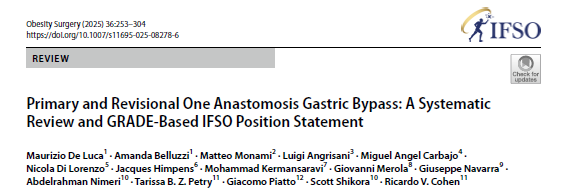 Obesity Surgery (2025) 36:253–304
https://doi.org/10.1007/s11695-025-08278-6
IFSO
REVIEW
Check for
updates
Primary and Revisional One Anastomosis Gastric Bypass: A Systematic
Review and GRADE-Based IFSO Position Statement
Maurizio De Luca¹ · Amanda Belluzzi¹ · Matteo Monami² · Luigi Angrisani³ · Miguel Angel Carbajo⁴ ·
Nicola Di Lorenzo⁵ · Jacques Himpens⁶ · Mohammad Kermansaravi⁷ · Giovanni Merola⁸ · Giuseppe Navarra⁹ ·
Abdelrahman Nimeri¹⁰ · Tarissa B. Z. Petry¹¹ · Giacomo Piatto¹² · Scott Shikora¹⁰ · Ricardo V. Cohen¹¹